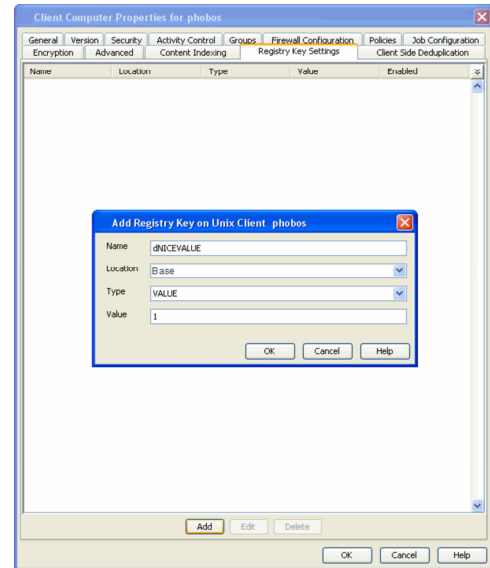 Client Computer Properties for phobos
General Version Security Activity Control Groups Firewall Configuration Policies Job Configuration
Encryption Advanced Content Indexing Registry Key Settings Client Side Deduplication
Name Location Type Value Enabled
Add Registry Key on Unix Client phobos
Name dNICEVALUE
Location Base
Type VALUE
Value 1
OK Cancel Help
Add Edit Delete
OK Cancel Help